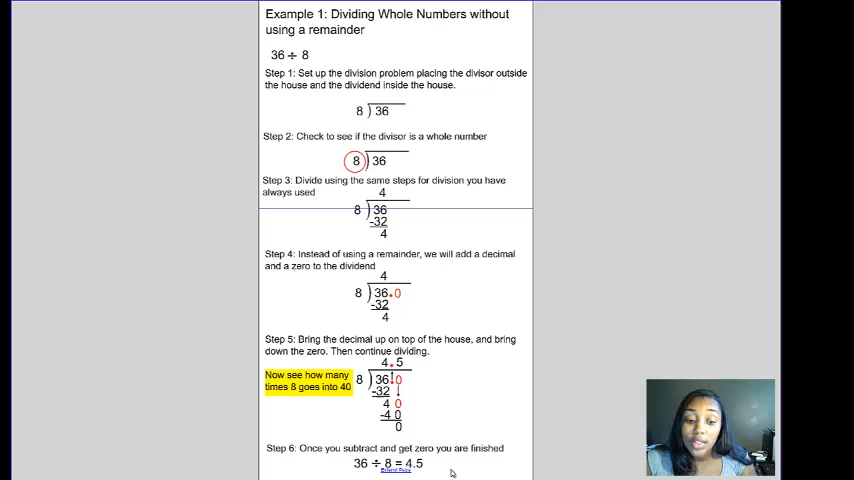 Example 1: Dividing Whole Numbers without
using a remainder
36 ÷ 8
Step 1: Set up the division problem placing the divisor outside
the house and the dividend inside the house.
8 ) 36
Step 2: Check to see if the divisor is a whole number
8 ) 36
Step 3: Divide using the same steps for division you have
always used
4
8 ) 36
-32
4
Step 4: Instead of using a remainder, we will add a decimal
and a zero to the dividend
4
8 ) 36.0
-32
4
Step 5: Bring the decimal up on top of the house, and bring
down the zero. Then continue dividing.
4.5
Now see how many
times 8 goes into 40
8 ) 36.0
-32
4 0
-4 0
0
Step 6: Once you subtract and get zero you are finished
36 ÷ 8 = 4.5
Extend Page